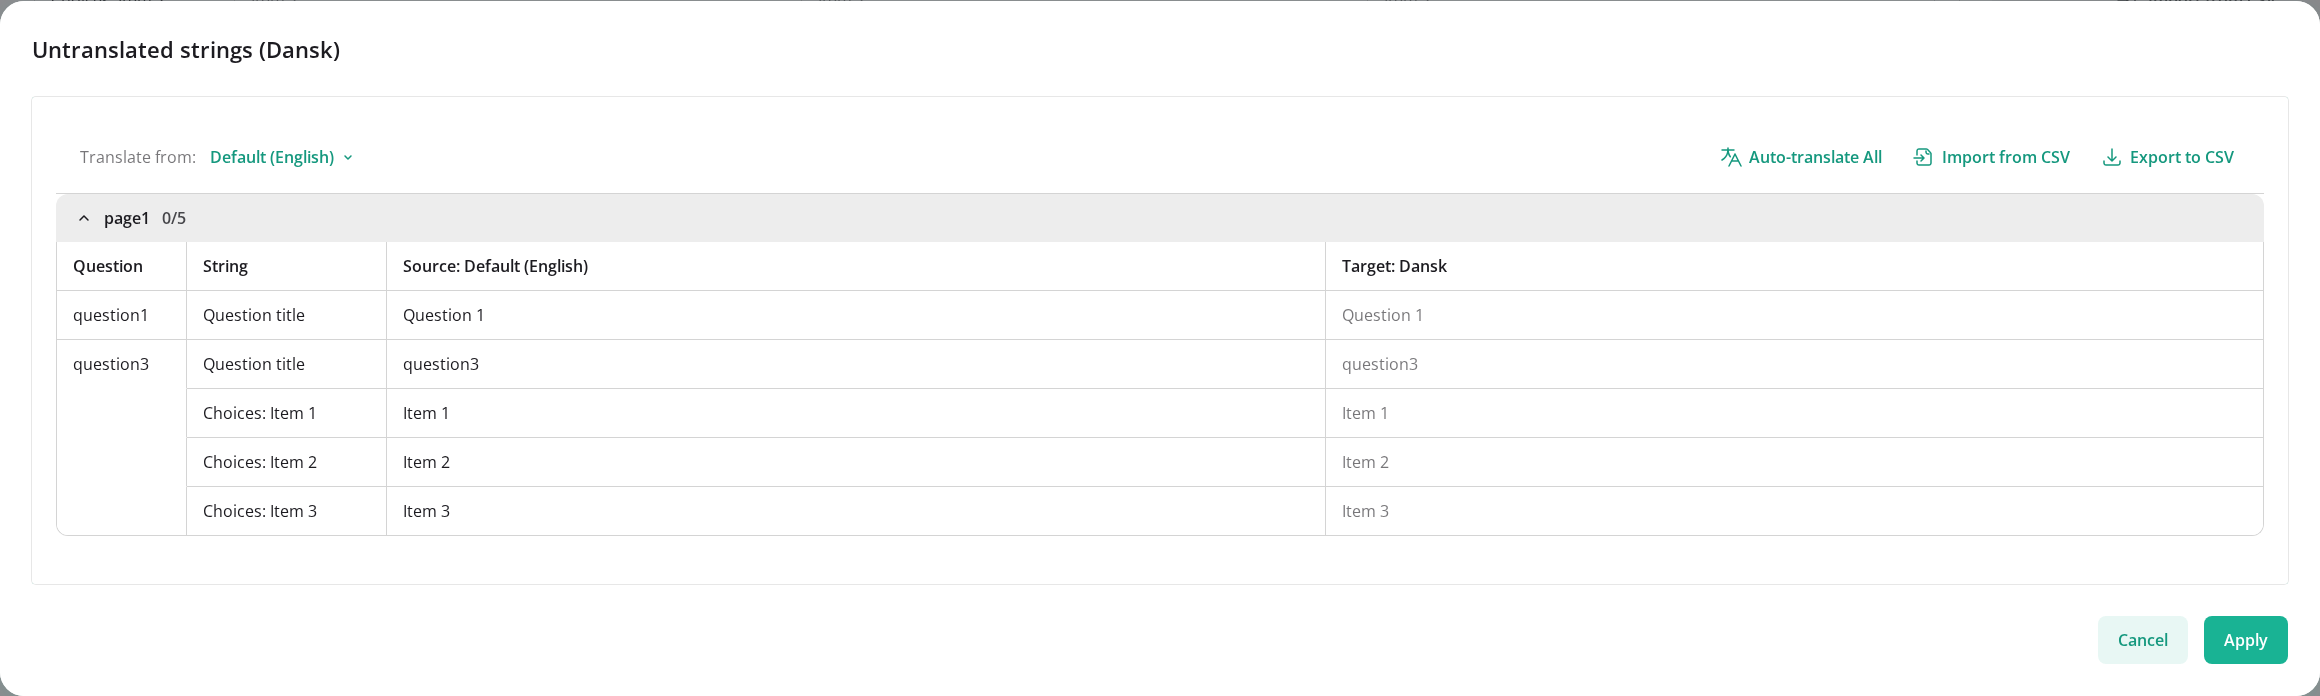 Untranslated strings (Dansk)
Translate from: Default (English)
Auto-translate All Import from CSV Export to CSV
page1 0/5
Question String Source: Default (English) Target: Dansk
question1 Question title Question 1 Question 1
question3 Question title question3 question3
Choices: Item 1 Item 1 Item 1
Choices: Item 2 Item 2 Item 2
Choices: Item 3 Item 3 Item 3
Cancel Apply